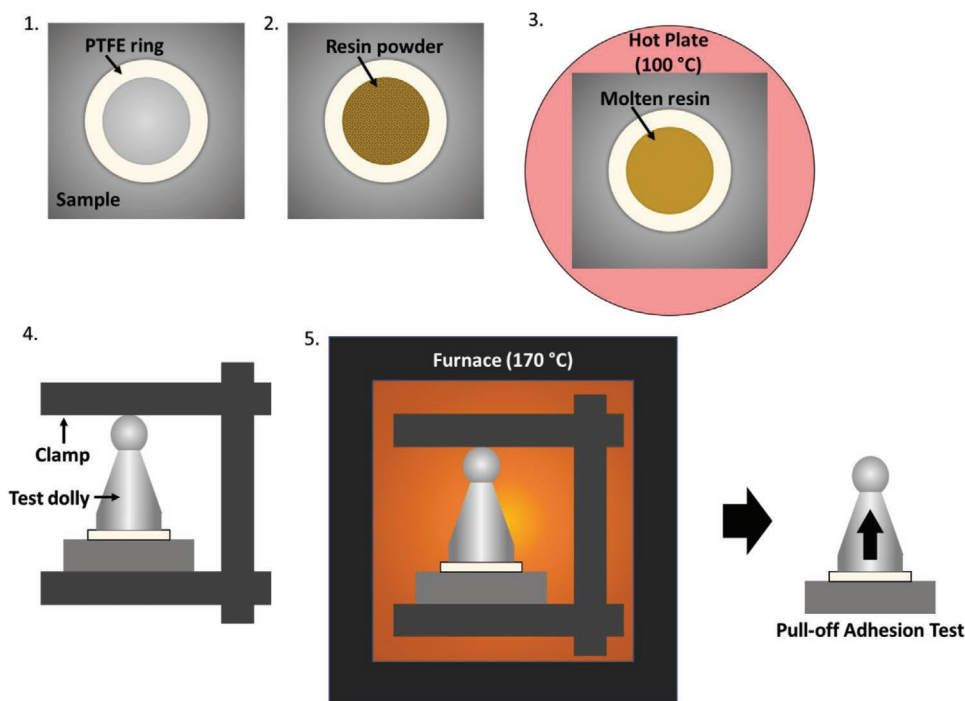 1.
PTFE ring
Sample
2.
Resin powder
3.
Hot Plate
(100 °C)
Molten resin
4.
Clamp
Test dolly
5.
Furnace (170 °C)
Pull-off Adhesion Test